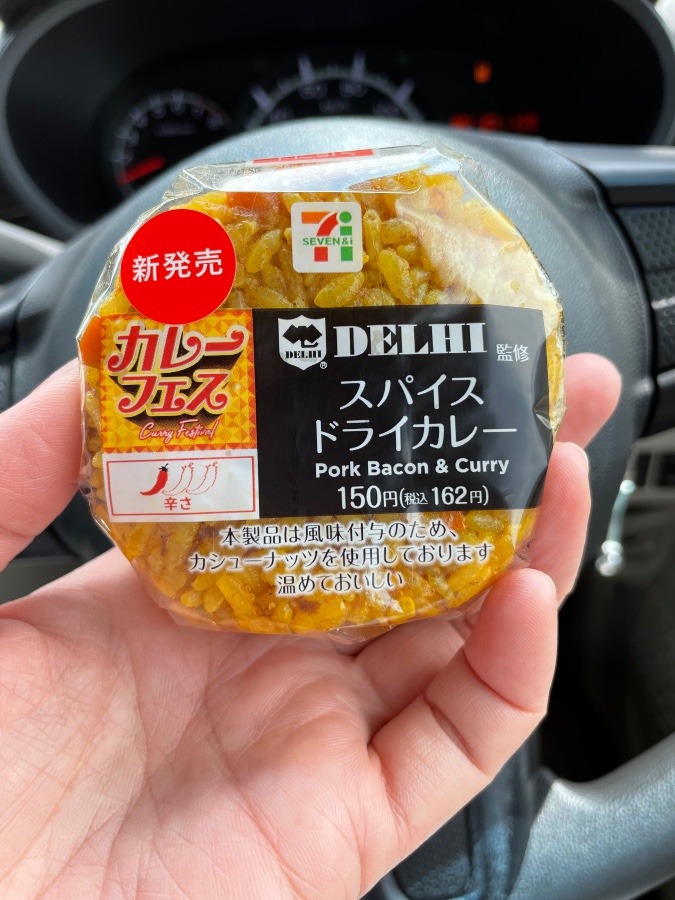 新発売
SEVEN&i
カレー
フェス
Curry Festival
辛さ
DELHI
®
DELHI 監修
スパイス
ドライカレー
Pork Bacon & Curry
150円(税込162円)
本製品は風味付与のため、
カシューナッツを使用しております
温めておいしい